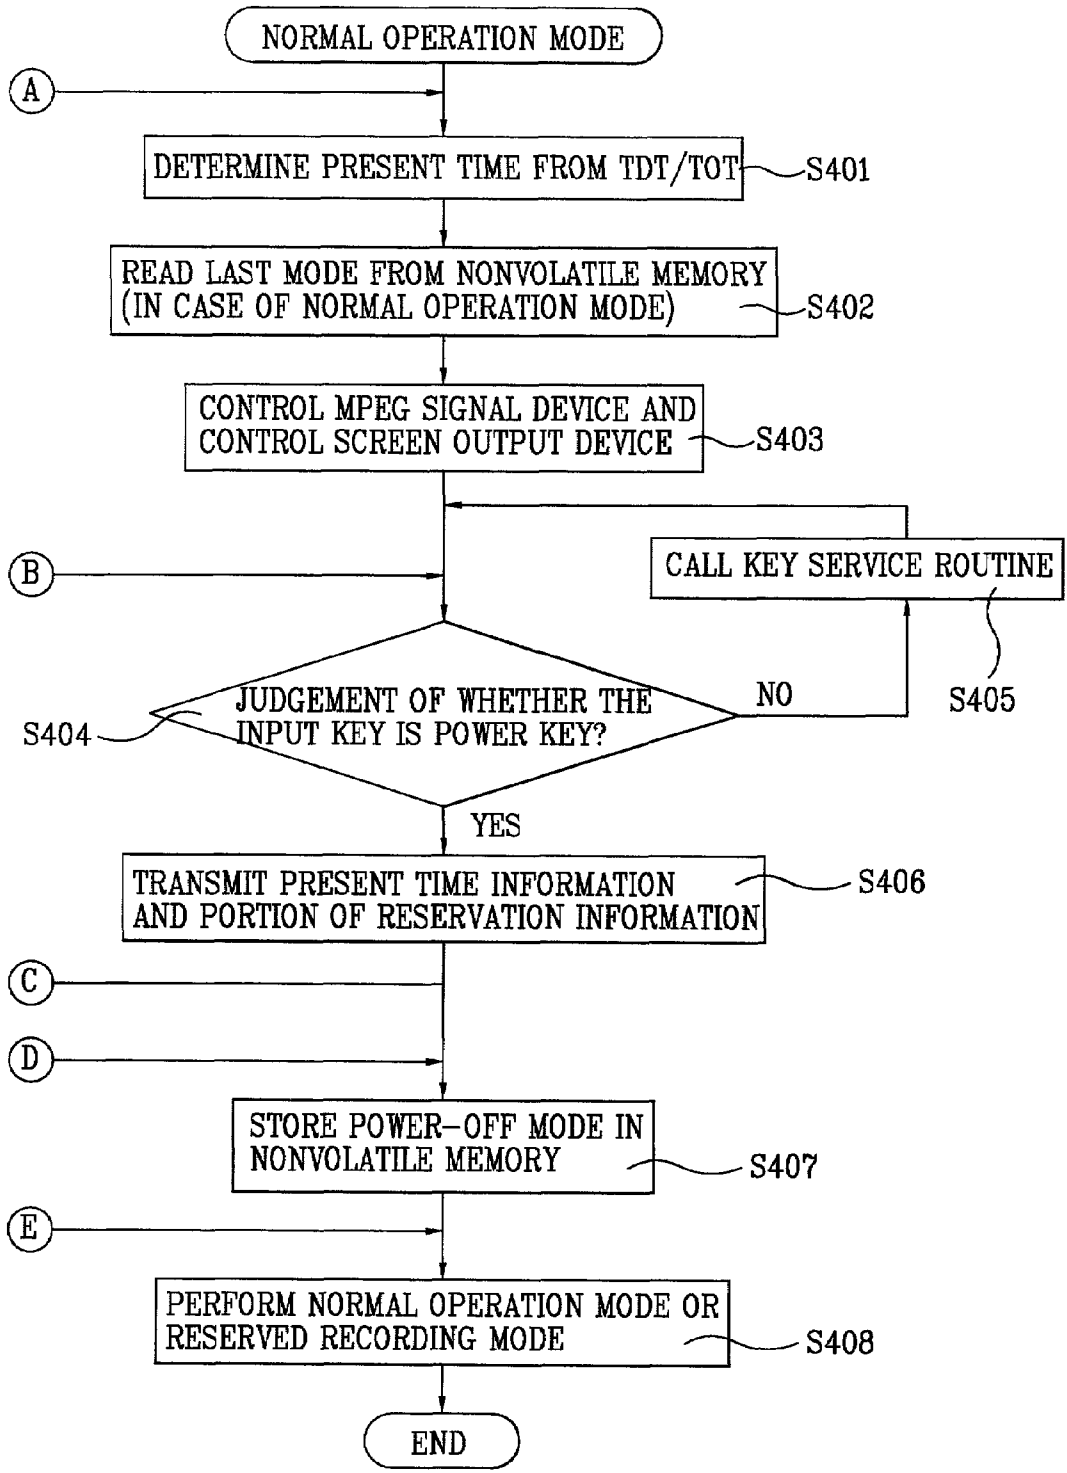 NORMAL OPERATION MODE
A
DETERMINE PRESENT TIME FROM TDT/TOT
S401
READ LAST MODE FROM NONVOLATILE MEMORY
(IN CASE OF NORMAL OPERATION MODE)
S402
CONTROL MPEG SIGNAL DEVICE AND
CONTROL SCREEN OUTPUT DEVICE
S403
B
CALL KEY SERVICE ROUTINE
S405
JUDGEMENT OF WHETHER THE
INPUT KEY IS POWER KEY?
S404
NO
YES
TRANSMIT PRESENT TIME INFORMATION
AND PORTION OF RESERVATION INFORMATION
S406
C
D
STORE POWER-OFF MODE IN
NONVOLATILE MEMORY
S407
E
PERFORM NORMAL OPERATION MODE OR
RESERVED RECORDING MODE
S408
END